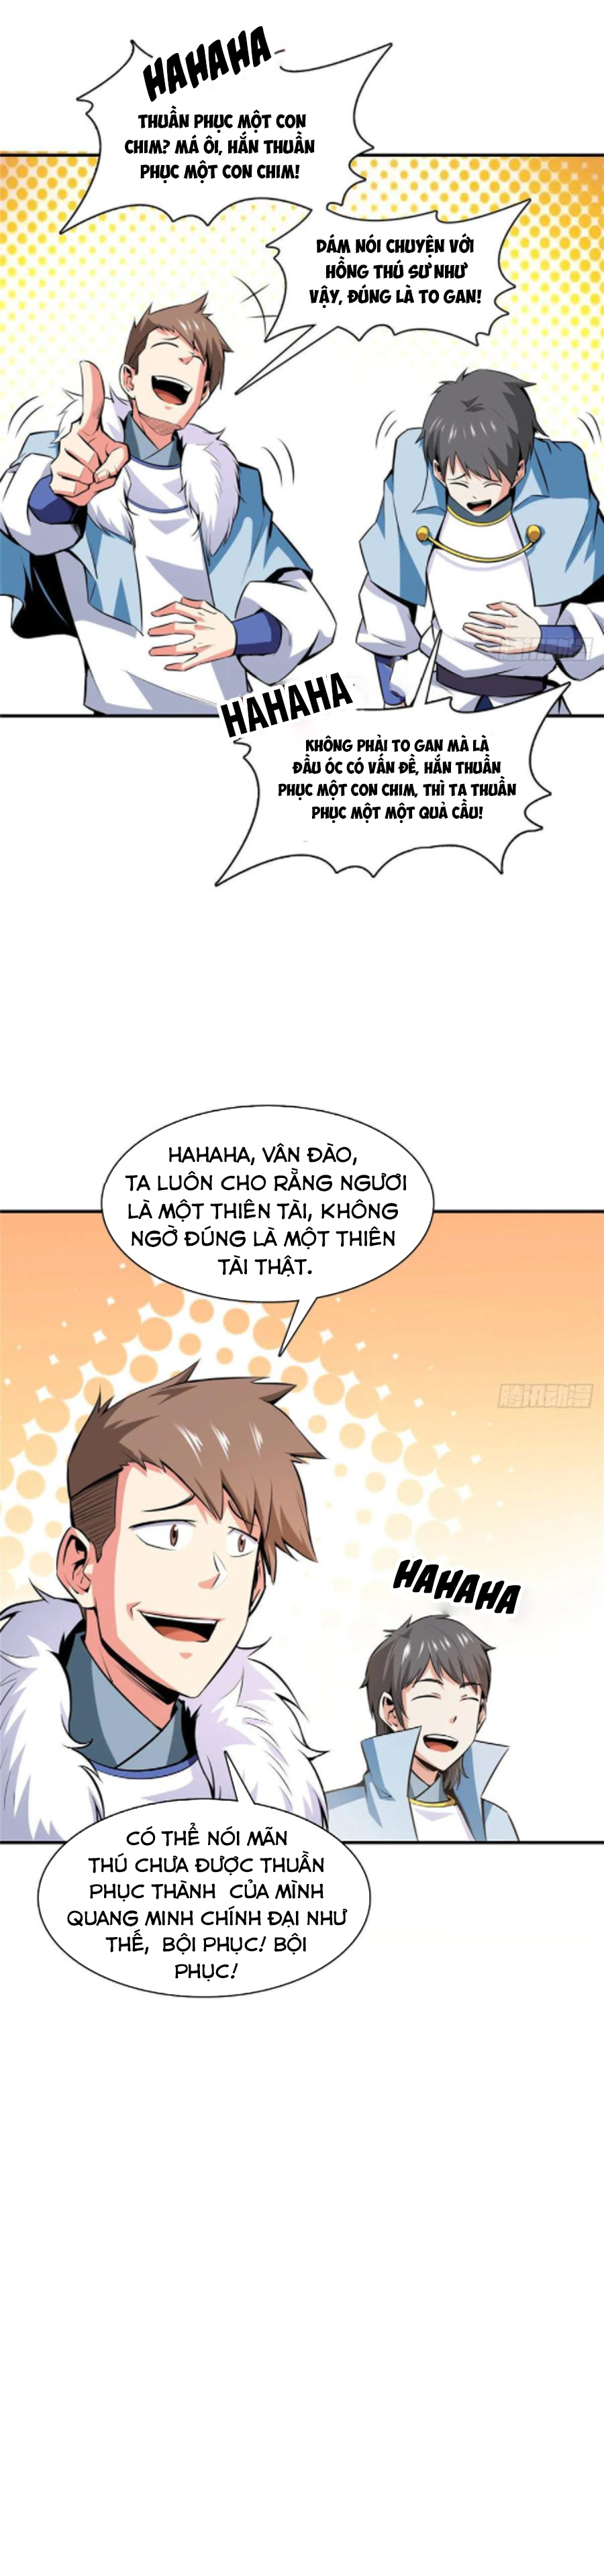 HAHAHA
THUẦN PHỤC MỘT CON
CHIM? MÁ ÔI, HẮN THUẦN
PHỤC MỘT CON CHIM!
DÁM NÓI CHUYỆN VỚI
HỒNG THÚ SƯ NHƯ
VẬY, ĐÚNG LÀ TO GAN!
HAHAHA
KHÔNG PHẢI TO GAN MÀ LÀ
ĐẦU ÓC CÓ VẤN ĐỀ, HẮN THUẦN
PHỤC MỘT CON CHIM, THÌ TA THUẦN
PHỤC MỘT MỘT QUẢ CẦU!
HAHAHA, VÂN ĐÀO,
TA LUÔN CHO RẰNG NGƯƠI
LÀ MỘT THIÊN TÀI, KHÔNG
NGỜ ĐÚNG LÀ MỘT THIÊN
TÀI THẬT.
腾讯动漫
HAHAHA
CÓ THỂ NÓI MÃN
THÚ CHƯA ĐƯỢC THUẦN
PHỤC THÀNH CỦA MÌNH
QUANG MINH CHÍNH ĐẠI NHƯ
THẾ, BỘI PHỤC! BỘI
PHỤC!